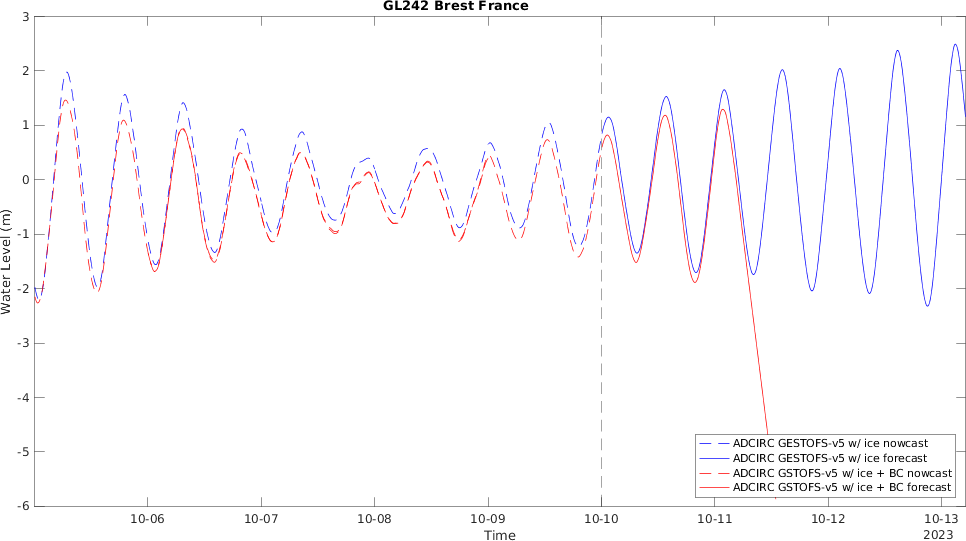 GL242 Brest France
3
2
1
0
-1
-2
-3
-4
-5
-6
Water Level (m)
ADCIRC GESTOFS-v5 w/ ice nowcast
ADCIRC GESTOFS-v5 w/ ice forecast
ADCIRC GSTOFS-v5 w/ ice + BC nowcast
ADCIRC GSTOFS-v5 w/ ice + BC forecast
10-06 10-07 10-08 10-09 10-10 10-11 10-12 10-13
Time
2023